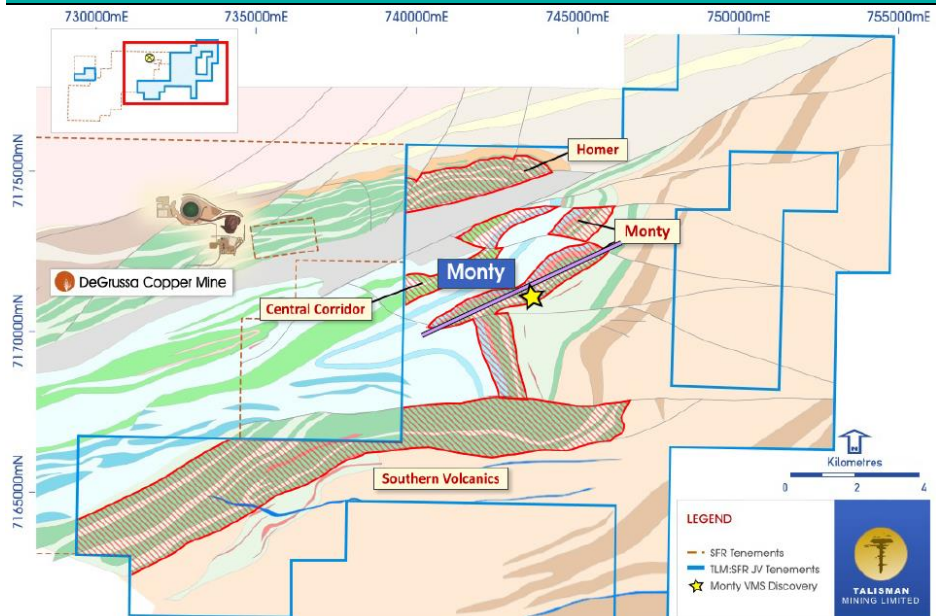 730000mE 735000mE 740000mE 745000mE 750000mE 755000mE
7175000mN
7170000mN
7165000mN
Homer
Monty
Monty
DeGrussa Copper Mine
Central Corridor
Southern Volcanics
N
Kilometres
0 2 4
LEGEND
SFR Tenements
TLM:SFR JV Tenements
Monty VMS Discovery
TALISMAN
MINING LIMITED